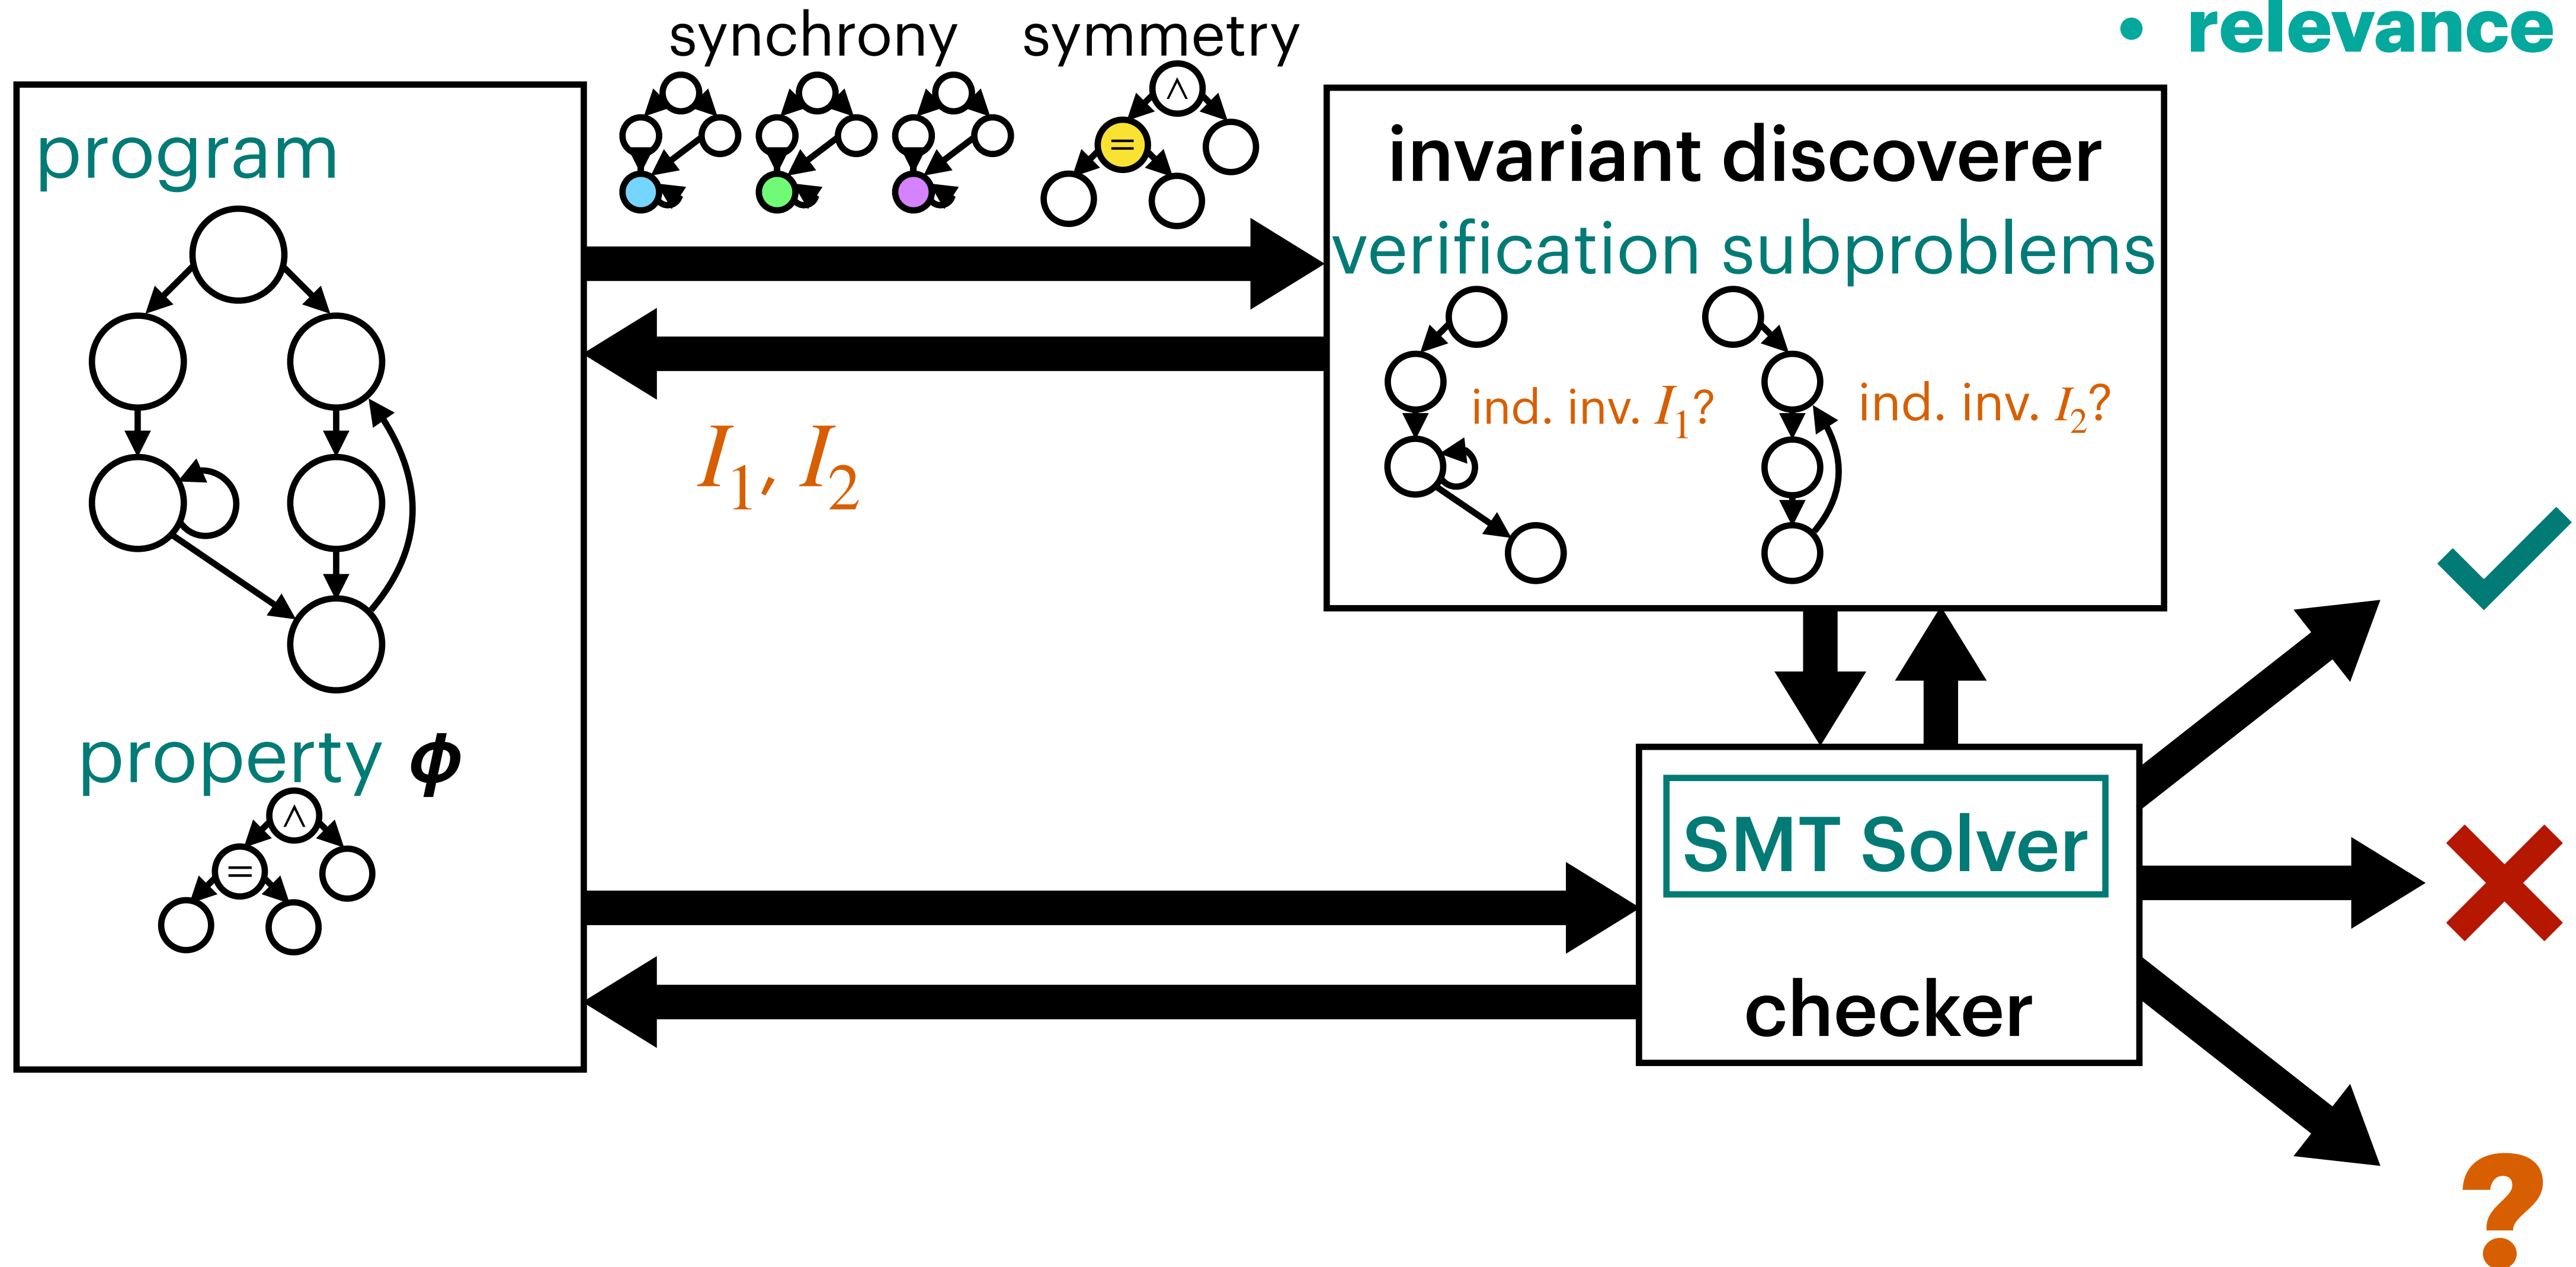 synchrony symmetry
• relevance
program
∧
=
invariant discoverer
verification subproblems
ind. inv. I₁?
ind. inv. I₂?
I₁, I₂
property ϕ
∧
=
SMT Solver
checker
?